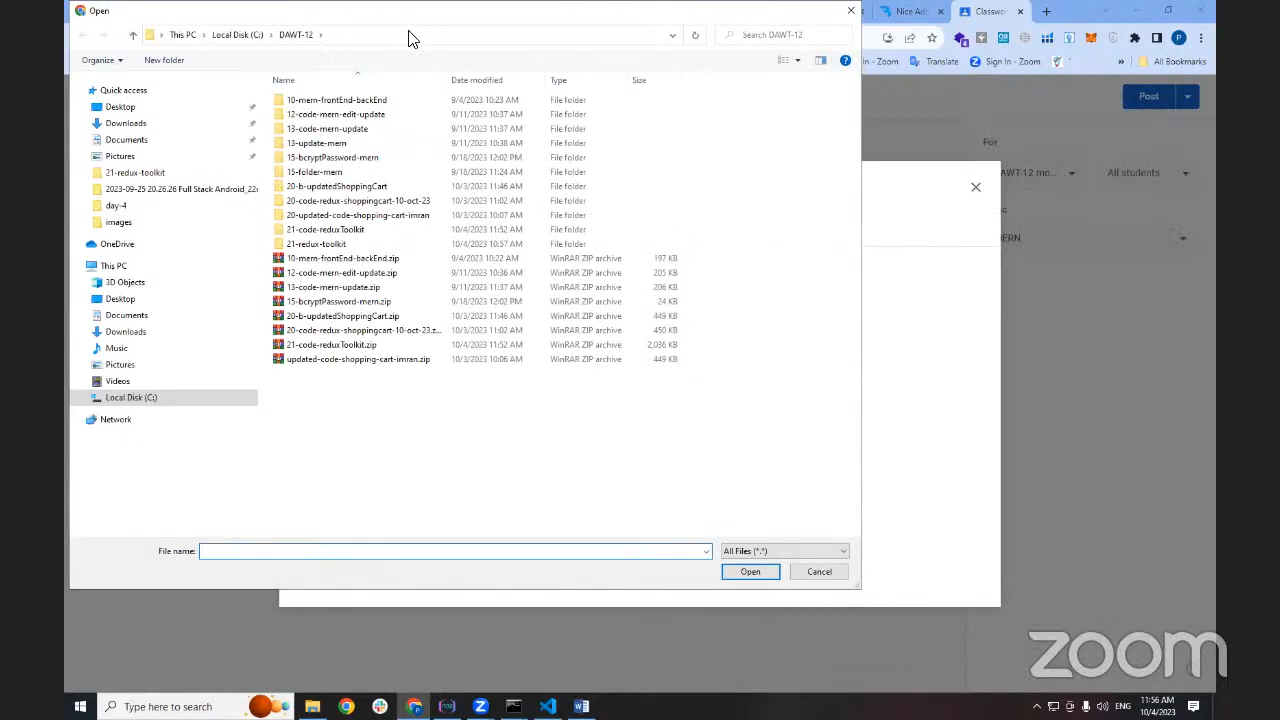 Open
Nice Ad
Classwo
This PC > Local Disk (C:) > DAWT-12 >
Search DAWT-12
Organize
New folder
n - Zoom
Translate
Sign in - Zoom
»
All Bookmarks
Name
Date modified
Type
Size
Quick access
Desktop
Downloads
Documents
Pictures
21-redux-toolkit
2023-09-25 20.26.26 Full Stack Android_22
day-4
images
OneDrive
This PC
3D Objects
Desktop
Documents
Downloads
Music
Pictures
Videos
Local Disk (C:)
Network
10-mern-frontEnd-backEnd 9/4/2023 10:23 AM File folder
12-code-mern-edit-update 9/11/2023 10:37 AM File folder
13-code-mern-update 9/11/2023 11:37 AM File folder
13-update-mern 9/11/2023 10:38 AM File folder
15-bcryptPassword-mern 9/18/2023 12:02 PM File folder
15-folder-mern 9/18/2023 11:24 AM File folder
20-b-updatedShoppingCart 10/3/2023 11:46 AM File folder
20-code-redux-shoppingcart-10-oct-23 10/3/2023 11:02 AM File folder
20-updated-code-shopping-cart-imran 10/3/2023 10:07 AM File folder
21-code-reduxToolkit 10/4/2023 11:52 AM File folder
21-redux-toolkit 10/4/2023 10:57 AM File folder
10-mern-frontEnd-backEnd.zip 9/4/2023 10:22 AM WinRAR ZIP archive 197 KB
12-code-mern-edit-update.zip 9/11/2023 10:36 AM WinRAR ZIP archive 205 KB
13-code-mern-update.zip 9/11/2023 11:37 AM WinRAR ZIP archive 206 KB
15-bcryptPassword-mern.zip 9/18/2023 12:02 PM WinRAR ZIP archive 24 KB
20-b-updatedShoppingCart.zip 10/3/2023 11:46 AM WinRAR ZIP archive 449 KB
20-code-redux-shoppingcart-10-oct-23.z... 10/3/2023 11:02 AM WinRAR ZIP archive 450 KB
21-code-reduxToolkit.zip 10/4/2023 11:52 AM WinRAR ZIP archive 2,036 KB
updated-code-shopping-cart-imran.zip 10/3/2023 10:06 AM WinRAR ZIP archive 449 KB
Post
For
AWT-12 mo...
All students
ic
ERN
File name:
All Files (*.*)
Open
Cancel
zoom
Type here to search
ENG
11:56 AM
10/4/2023